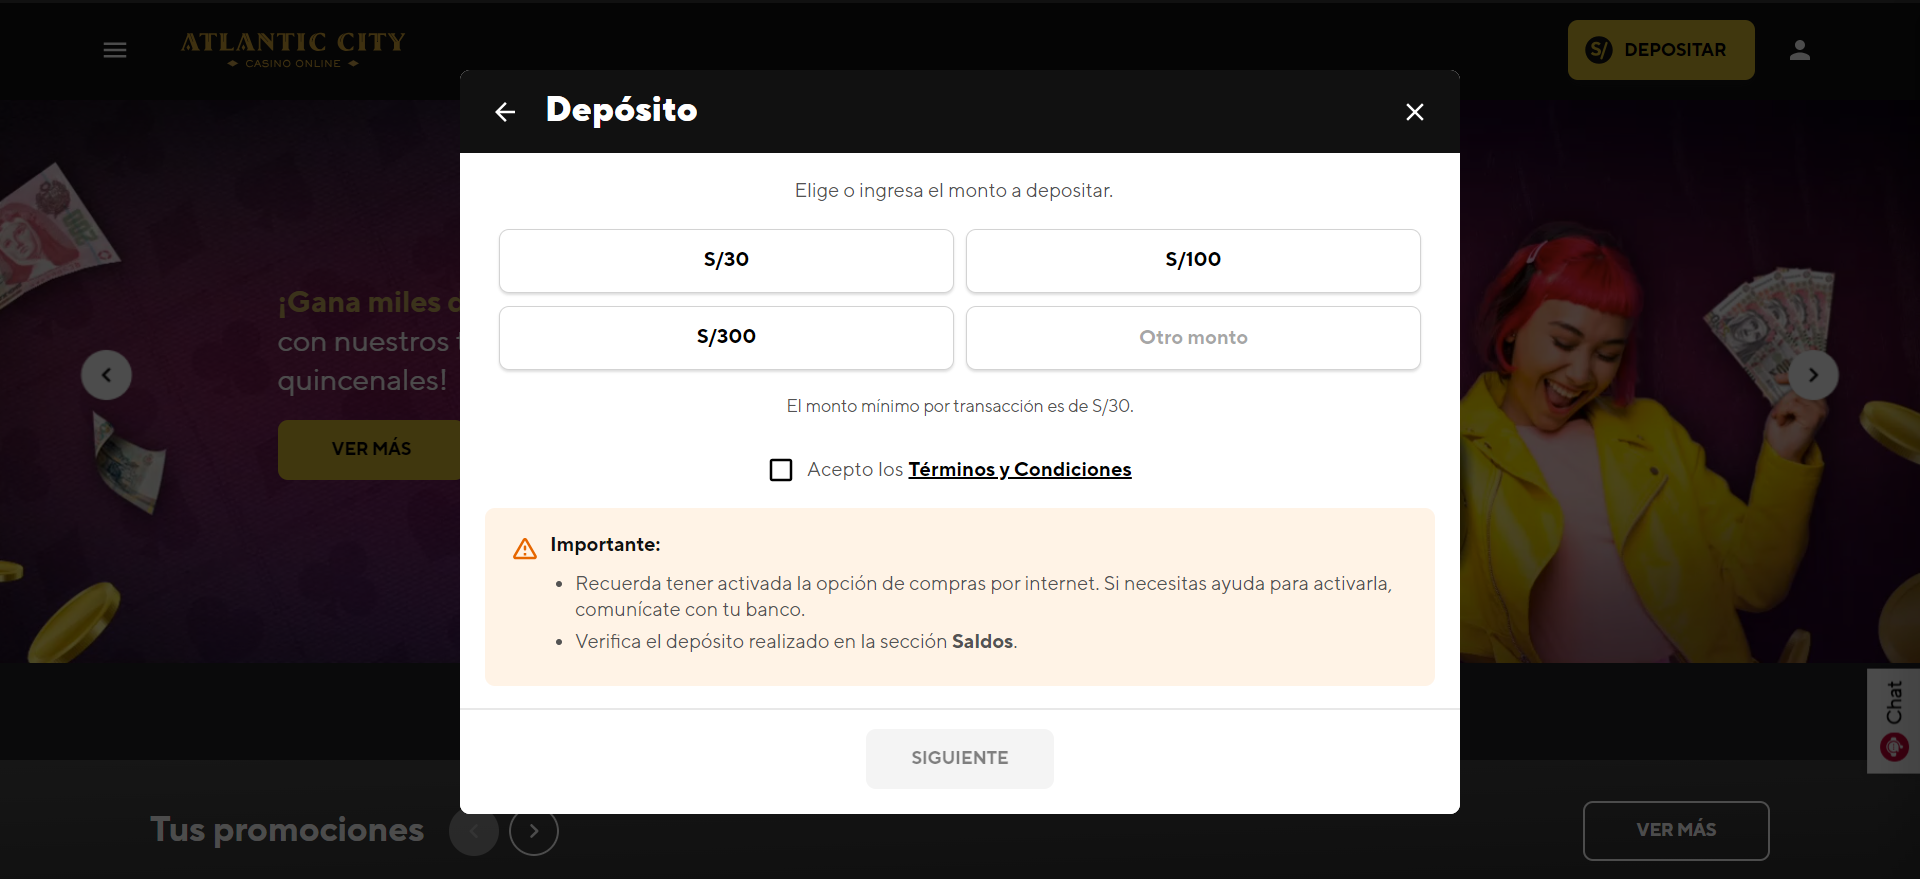 ATLANTIC CITY
CASINO ONLINE
S/ DEPOSITAR
Depósito
Elige o ingresa el monto a depositar.
S/30
S/100
S/300
Otro monto
El monto mínimo por transacción es de S/30.
Acepto los Términos y Condiciones
Importante:
• Recuerda tener activada la opción de compras por internet. Si necesitas ayuda para activarla,
comunícate con tu banco.
• Verifica el depósito realizado en la sección Saldos.
SIGUIENTE
¡Gana miles
con nuestros
quincenales!
VER MÁS
Chat
Tus promociones
VER MÁS